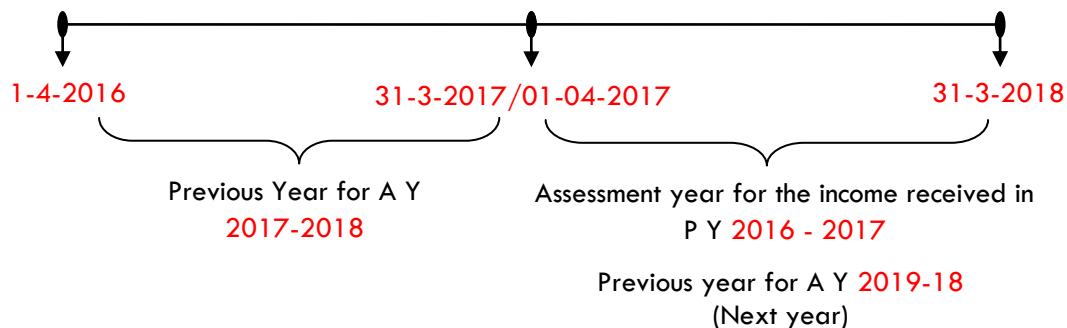 1-4-2016
31-3-2017/01-04-2017
31-3-2018
Previous Year for A Y
2017-2018
Assessment year for the income received in
P Y 2016 - 2017
Previous year for A Y 2019-18
(Next year)